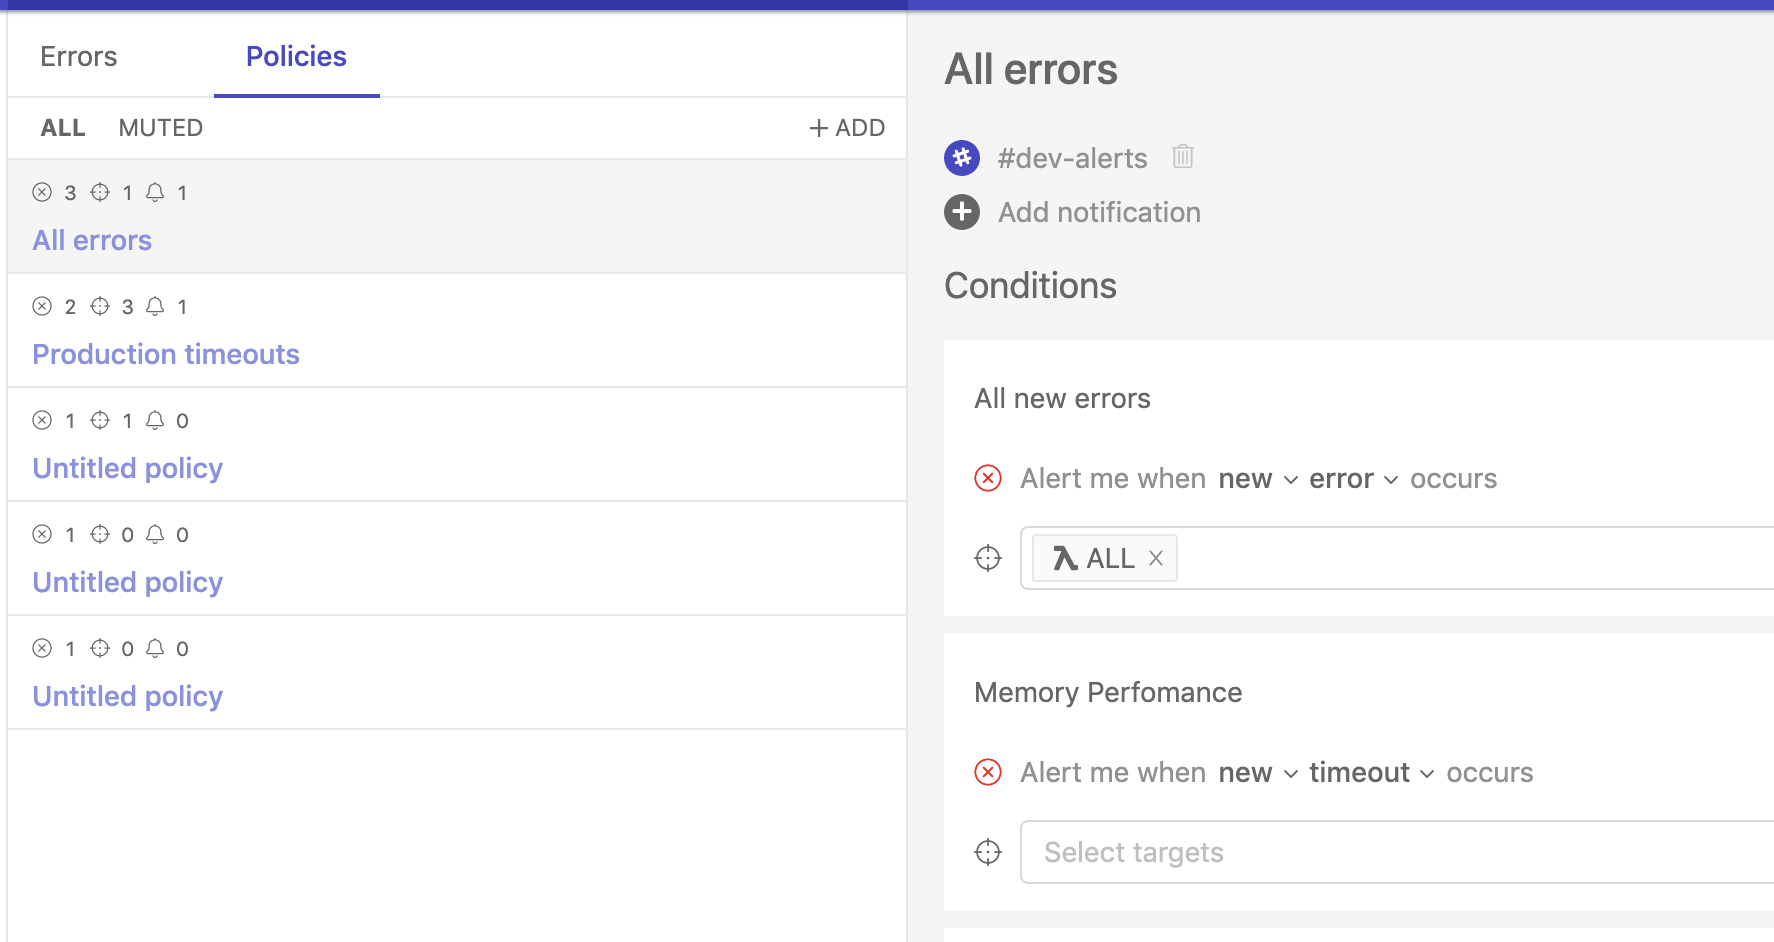 Errors
Policies
ALL
MUTED
+ ADD
3 1 1
All errors
2 3 1
Production timeouts
1 1 0
Untitled policy
1 0 0
Untitled policy
1 0 0
Untitled policy
All errors
#dev-alerts
Add notification
Conditions
All new errors
Alert me when new error occurs
ALL
Memory Perfomance
Alert me when new timeout occurs
Select targets